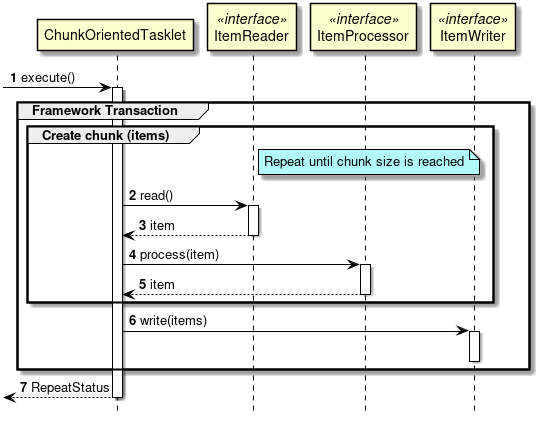 ChunkOrientedTasklet
«interface»
ItemReader
«interface»
ItemProcessor
«interface»
ItemWriter
1 execute()
Framework Transaction
Create chunk (items)
Repeat until chunk size is reached
2 read()
3 item
4 process(item)
5 item
6 write(items)
7 RepeatStatus